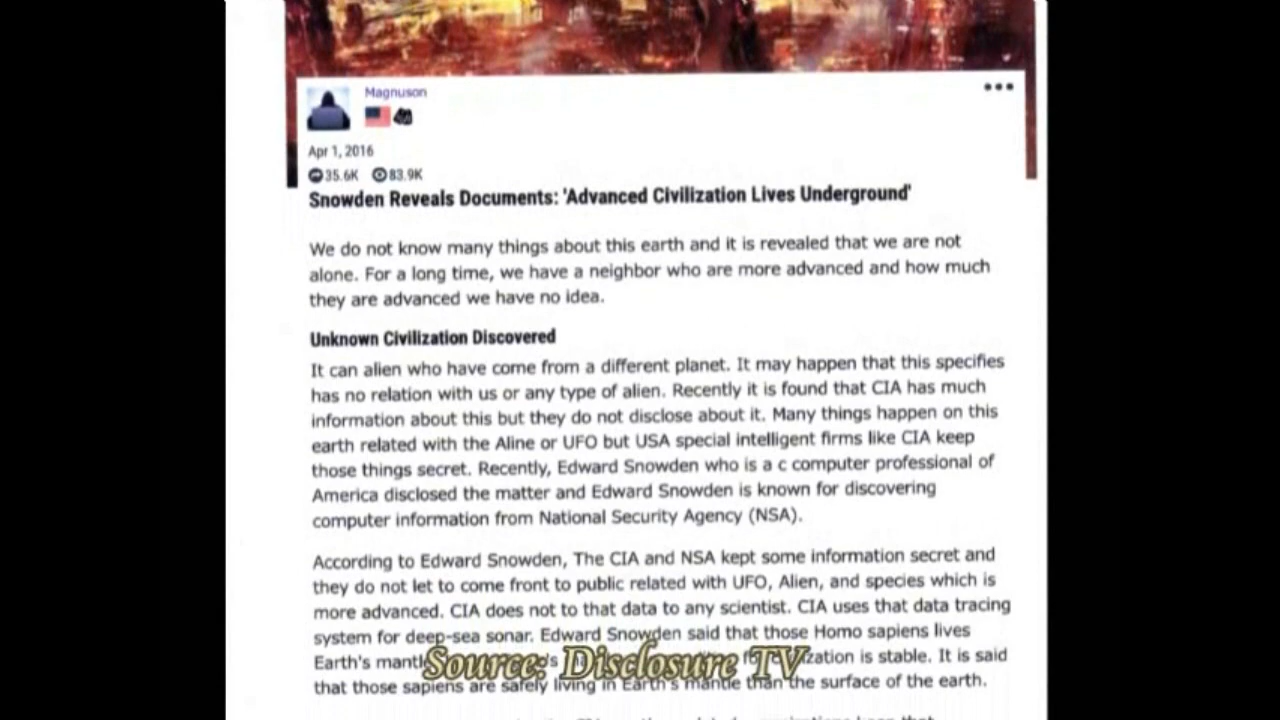 Magnuson
Apr 1, 2016
35.6K 83.9K
Snowden Reveals Documents: 'Advanced Civilization Lives Underground'
We do not know many things about this earth and it is revealed that we are not
alone. For a long time, we have a neighbor who are more advanced and how much
they are advanced we have no idea.
Unknown Civilization Discovered
It can alien who have come from a different planet. It may happen that this specifies
has no relation with us or any type of alien. Recently it is found that CIA has much
information about this but they do not disclose about it. Many things happen on this
earth related with the Aline or UFO but USA special intelligent firms like CIA keep
those things secret. Recently, Edward Snowden who is a c computer professional of
America disclosed the matter and Edward Snowden is known for discovering
computer information from National Security Agency (NSA).
According to Edward Snowden, The CIA and NSA kept some information secret and
they do not let to come front to public related with UFO, Alien, and species which is
more advanced. CIA does not to that data to any scientist. CIA uses that data tracing
system for deep-sea sonar. Edward Snowden said that those Homo sapiens lives
Earth's is stable. It is said
Source: Disclosure TV
that those sapiens are safely living in Earth's mantle than the surface of the earth.